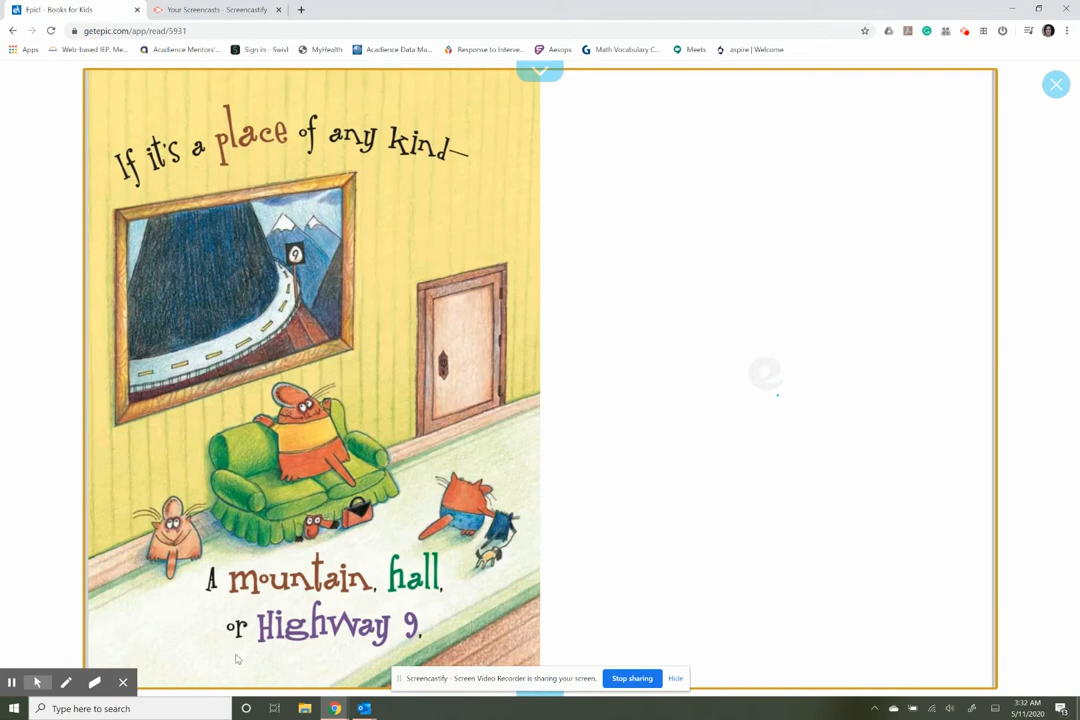 Epic! - Books for Kids
Your Screencasts - Screencastify
getepic.com/app/read/5931
Apps
Web-based IEP, Me...
Acadience Mentors'...
Sign in - Swivl
MyHealth
Acadience Data Ma...
Response to Interve...
Aesops
Math Vocabulary C...
Meets
aspire | Welcome
If it's a place of any kind—
9
A mountain, hall,
or Highway 9,
e
Screencastify - Screen Video Recorder is sharing your screen.
Stop sharing
Hide
Type here to search
3:32 AM
5/11/2020
13